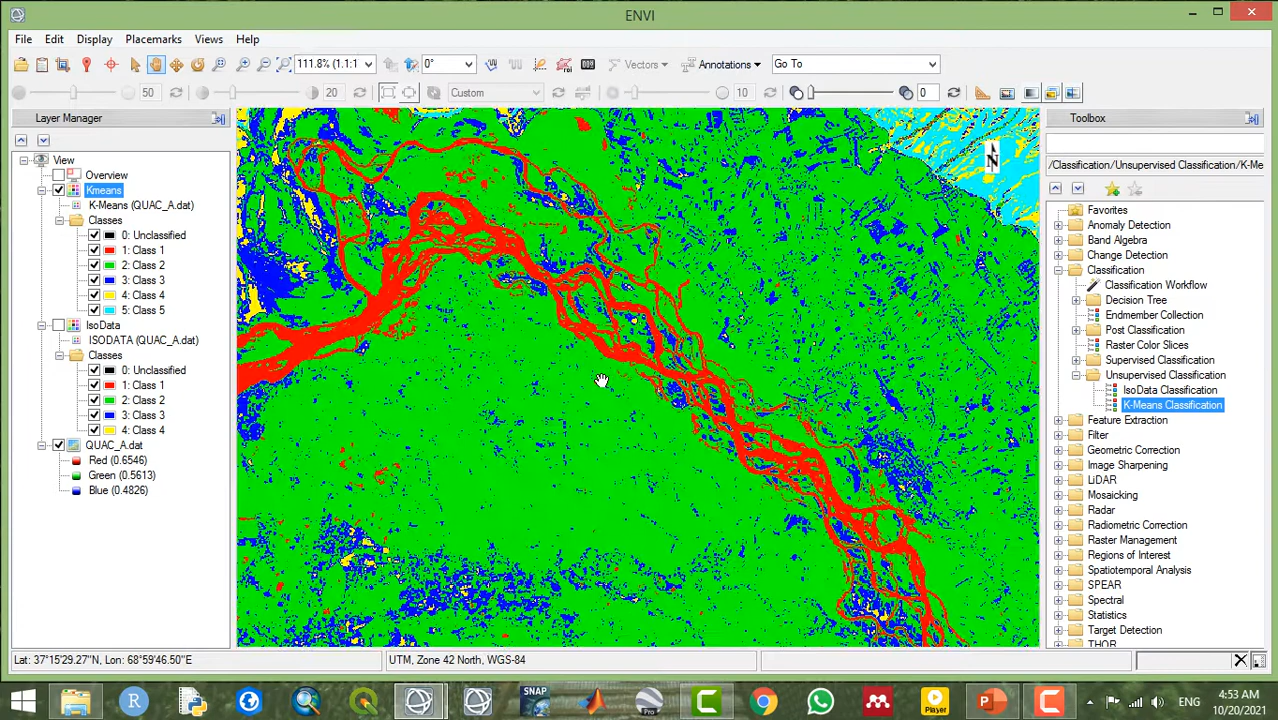 ENVI
File Edit Display Placemarks Views Help
111.8% (1.1:1 0° Vectors Annotations Go To
50 20 Custom 10 0
Layer Manager
View
Overview
Kmeans
K-Means (QUAC_A.dat)
Classes
0: Unclassified
1: Class 1
2: Class 2
3: Class 3
4: Class 4
5: Class 5
IsoData
ISODATA (QUAC_A.dat)
Classes
0: Unclassified
1: Class 1
2: Class 2
3: Class 3
4: Class 4
QUAC_A.dat
Red (0.6546)
Green (0.5613)
Blue (0.4826)
N
Toolbox
/Classification/Unsupervised Classification/K-Me
Favorites
Anomaly Detection
Band Algebra
Change Detection
Classification
Classification Workflow
Decision Tree
Endmember Collection
Post Classification
Raster Color Slices
Supervised Classification
Unsupervised Classification
IsoData Classification
K-Means Classification
Feature Extraction
Filter
Geometric Correction
Image Sharpening
LiDAR
Mosaicking
Radar
Radiometric Correction
Raster Management
Regions of Interest
Spatiotemporal Analysis
SPEAR
Spectral
Statistics
Target Detection
THOR
Lat: 37°15'29.27"N, Lon: 68°59'46.50"E UTM, Zone 42 North, WGS-84
R SNAP Pro Player ENG 4:53 AM
10/20/2021